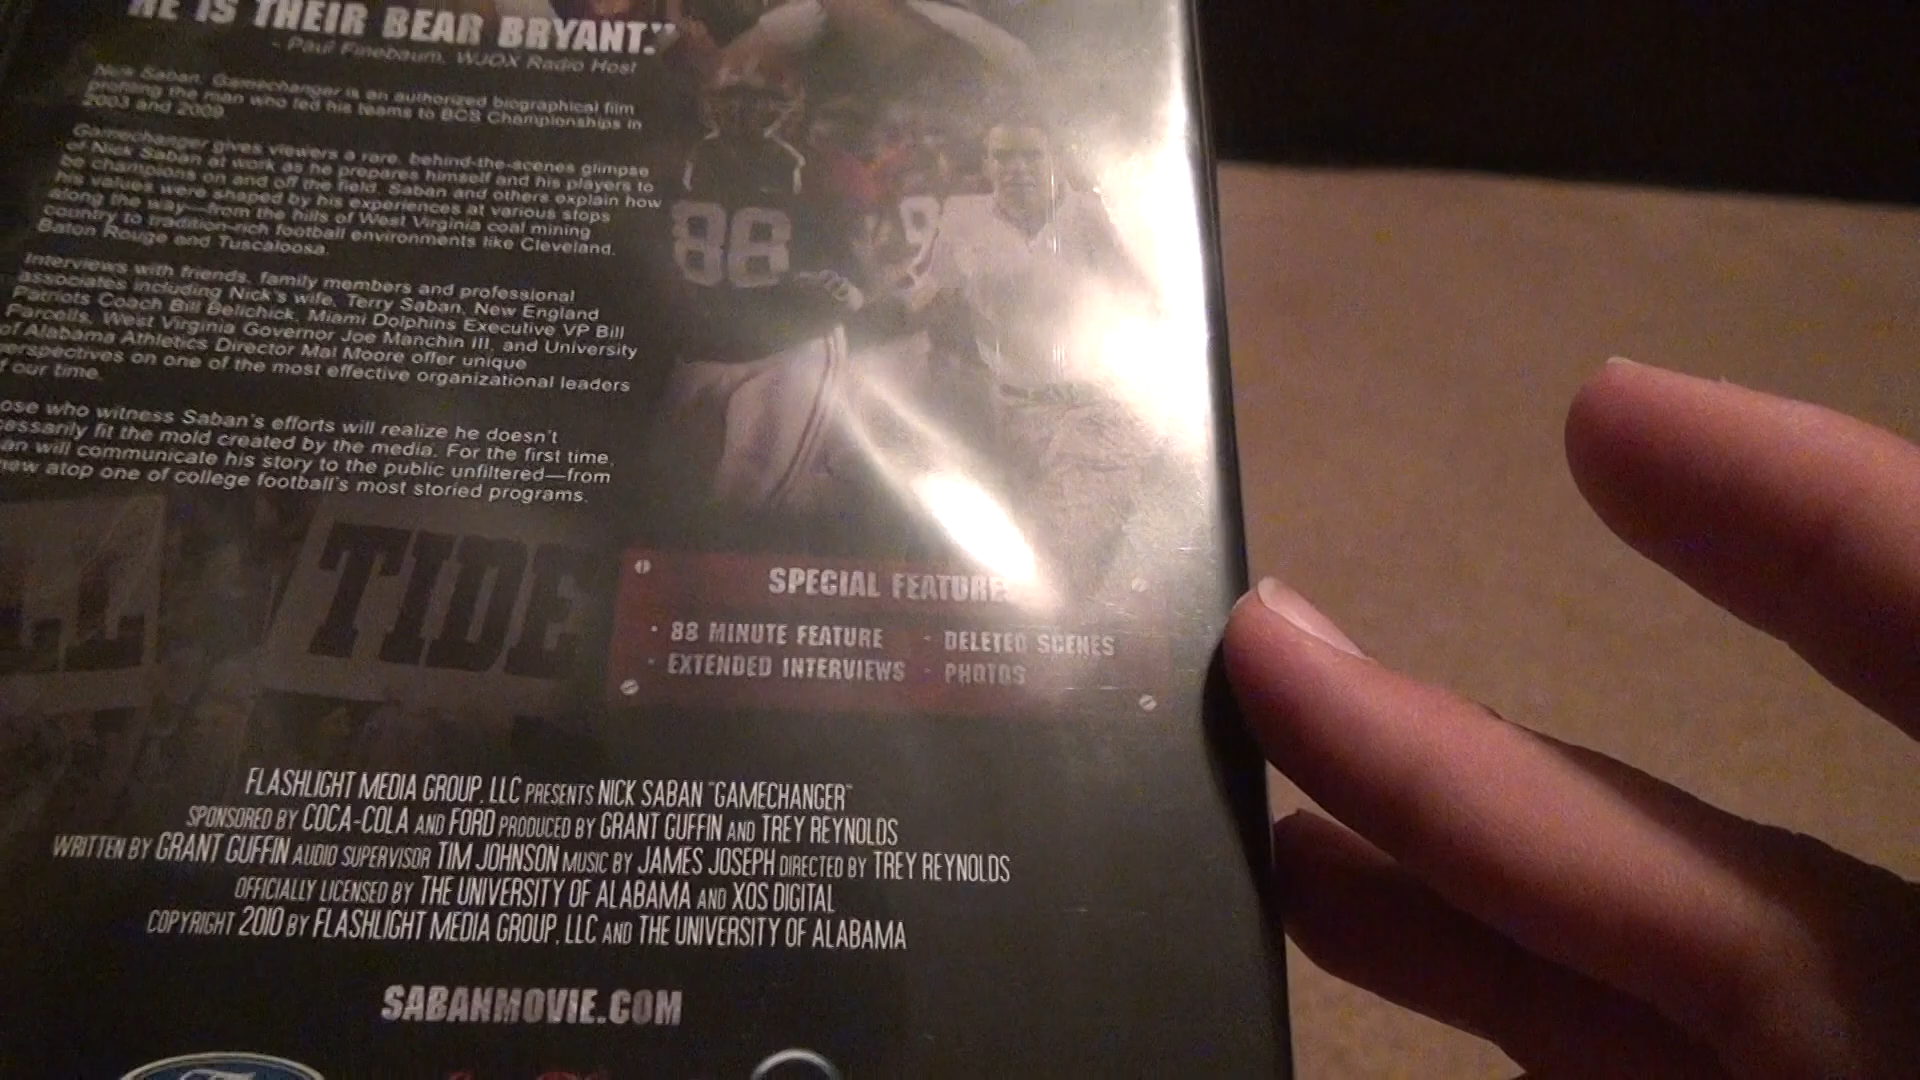 HE IS THEIR BEAR BRYANT."
- Paul Finebaum, WJOX Radio Host
Nick Saban, Gamechanger is an authorized biographical film
profiling the man who led his teams to BCS Championships in
2003 and 2009
Gamechanger gives viewers a rare, behind-the-scenes glimpse
of Nick Saban at work as he prepares himself and his players to
be champions on and off the field. Saban and others explain how
his values were shaped by his experiences at various stops
along the way—from the hills of West Virginia coal mining
country to tradition-rich football environments like Cleveland,
Baton Rouge and Tuscaloosa.
Interviews with friends, family members and professional
associates including Nick's wife, Terry Saban, New England
Patriots Coach Bill Belichick, Miami Dolphins Executive VP Bill
Parcells, West Virginia Governor Joe Manchin III, and University
of Alabama Athletics Director Mal Moore offer unique
erspectives on one of the most effective organizational leaders
f our time.
ose who witness Saban's efforts will realize he doesn't
cessarily fit the mold created by the media. For the first time,
an will communicate his story to the public unfiltered—from
iew atop one of college football's most storied programs.
88
9
LL TIDE
SPECIAL FEATURE
· 88 MINUTE FEATURE · DELETED SCENES
· EXTENDED INTERVIEWS · PHOTOS
FLASHLIGHT MEDIA GROUP, LLC PRESENTS NICK SABAN "GAMECHANGER"
SPONSORED BY COCA-COLA AND FORD PRODUCED BY GRANT GUFFIN AND TREY REYNOLDS
WRITTEN BY GRANT GUFFIN AUDIO SUPERVISOR TIM JOHNSON MUSIC BY JAMES JOSEPH DIRECTED BY TREY REYNOLDS
OFFICIALLY LICENSED BY THE UNIVERSITY OF ALABAMA AND XOS DIGITAL
COPYRIGHT 2010 BY FLASHLIGHT MEDIA GROUP, LLC AND THE UNIVERSITY OF ALABAMA
SABANMOVIE.COM